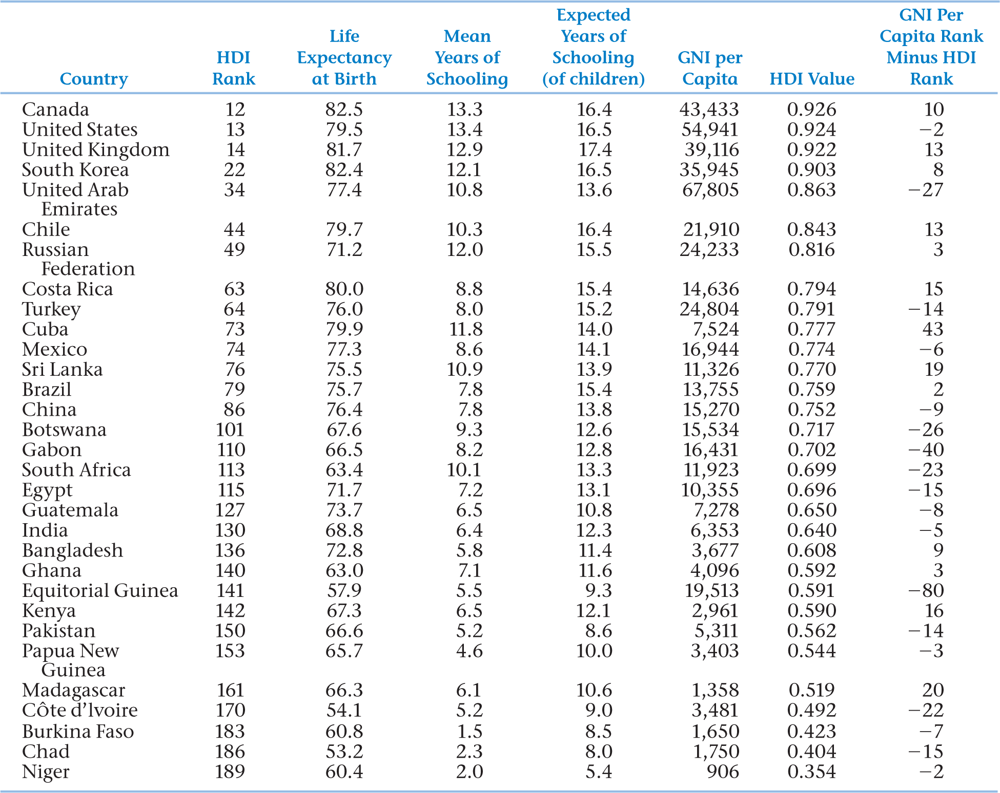 Country HDI Rank Life Expectancy at Birth Mean Years of Schooling Expected Years of Schooling (of children) GNI per Capita HDI Value GNI Per Capita Rank Minus HDI Rank
Canada 12 82.5 13.3 16.4 43,433 0.926 10
United States 13 79.5 13.4 16.5 54,941 0.924 −2
United Kingdom 14 81.7 12.9 17.4 39,116 0.922 13
South Korea 22 82.4 12.1 16.5 35,945 0.903 8
United Arab 34 77.4 10.8 13.6 67,805 0.863 −27
Emirates
Chile 44 79.7 10.3 16.4 21,910 0.843 13
Russian 49 71.2 12.0 15.5 24,233 0.816 3
Federation
Costa Rica 63 80.0 8.8 15.4 14,636 0.794 15
Turkey 64 76.0 8.0 15.2 24,804 0.791 −14
Cuba 73 79.9 11.8 14.0 7,524 0.777 43
Mexico 74 77.3 8.6 14.1 16,944 0.774 −6
Sri Lanka 76 75.5 10.9 13.9 11,326 0.770 19
Brazil 79 75.7 7.8 15.4 13,755 0.759 2
China 86 76.4 7.8 13.8 15,270 0.752 −9
Botswana 101 67.6 9.3 12.6 15,534 0.717 −26
Gabon 110 66.5 8.2 12.8 16,431 0.702 −40
South Africa 113 63.4 10.1 13.3 11,923 0.699 −23
Egypt 115 71.7 7.2 13.1 10,355 0.696 −15
Guatemala 127 73.7 6.5 10.8 7,278 0.650 −8
India 130 68.8 6.4 12.3 6,353 0.640 −5
Bangladesh 136 72.8 5.8 11.4 3,677 0.608 9
Ghana 140 63.0 7.1 11.6 4,096 0.592 3
Equitorial Guinea 141 57.9 5.5 9.3 19,513 0.591 −80
Kenya 142 67.3 6.5 12.1 2,961 0.590 16
Pakistan 150 66.6 5.2 8.6 5,311 0.562 −14
Papua New 153 65.7 4.6 10.0 3,403 0.544 −3
Guinea
Madagascar 161 66.3 6.1 10.6 1,358 0.519 20
Côte d’lvoire 170 54.1 5.2 9.0 3,481 0.492 −22
Burkina Faso 183 60.8 1.5 8.5 1,650 0.423 −7
Chad 186 53.2 2.3 8.0 1,750 0.404 −15
Niger 189 60.4 2.0 5.4 906 0.354 −2